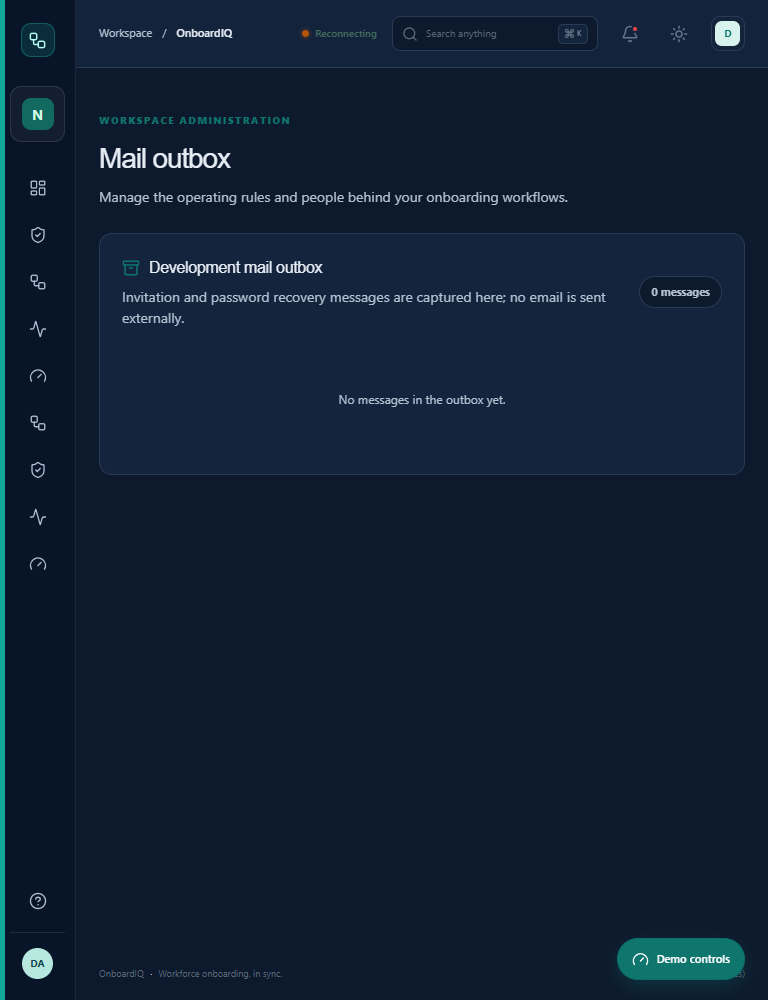 Workspace / OnboardIQ
Reconnecting
Search anything
⌘ K
D
N
WORKSPACE ADMINISTRATION
Mail outbox
Manage the operating rules and people behind your onboarding workflows.
Development mail outbox
Invitation and password recovery messages are captured here; no email is sent
externally.
0 messages
No messages in the outbox yet.
DA
OnboardIQ • Workforce onboarding, in sync.
Demo controls